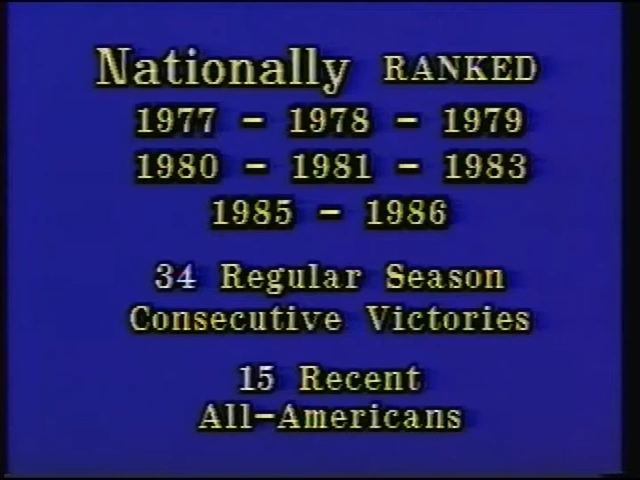 Nationally RANKED
1977 - 1978 - 1979
1980 - 1981 - 1983
1985 - 1986
34 Regular Season
Consecutive Victories
15 Recent
All-Americans